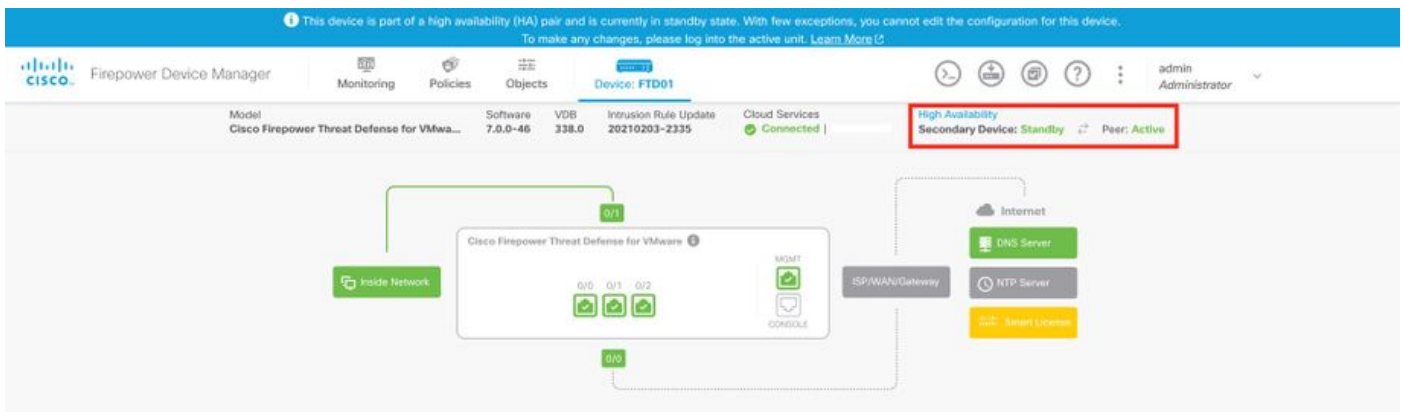 This device is part of a high availability (HA) pair and is currently in standby state. With few exceptions, you cannot edit the configuration for this device.
To make any changes, please log into the active unit. Learn More
CISCO. Firepower Device Manager Monitoring Policies Objects Device: FTD01 admin
Administrator
Model Software VDB Intrusion Rule Update Cloud Services High Availability
Cisco Firepower Threat Defense for VMwa... 7.0.0-46 338.0 20210203-2335 Connected | Secondary Device: Standby Peer: Active
0/1
Internet
Cisco Firepower Threat Defense for VMware
DNS Server
MGMT
Inside Network
0/0 0/1 0/2
ISP/WAN/Gateway
NTP Server
CONSOLE
Smart License
0/0